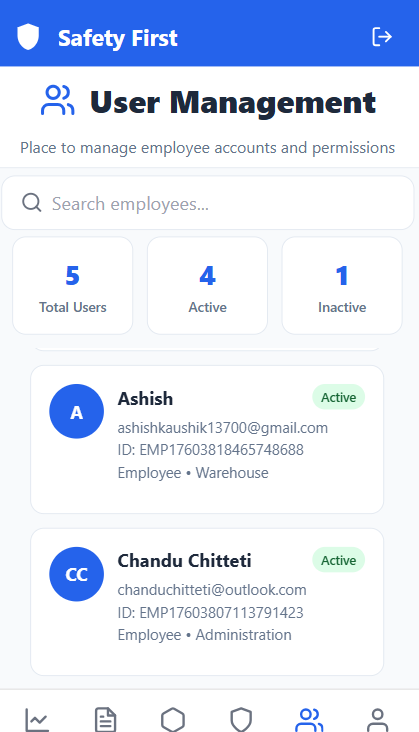 Safety First
User Management
Place to manage employee accounts and permissions
Search employees...
5
Total Users
4
Active
1
Inactive
A
Ashish
Active
ashishkaushik13700@gmail.com
ID: EMP17603818465748688
Employee • Warehouse
CC
Chandu Chitteti
Active
chanduchitteti@outlook.com
ID: EMP17603807113791423
Employee • Administration